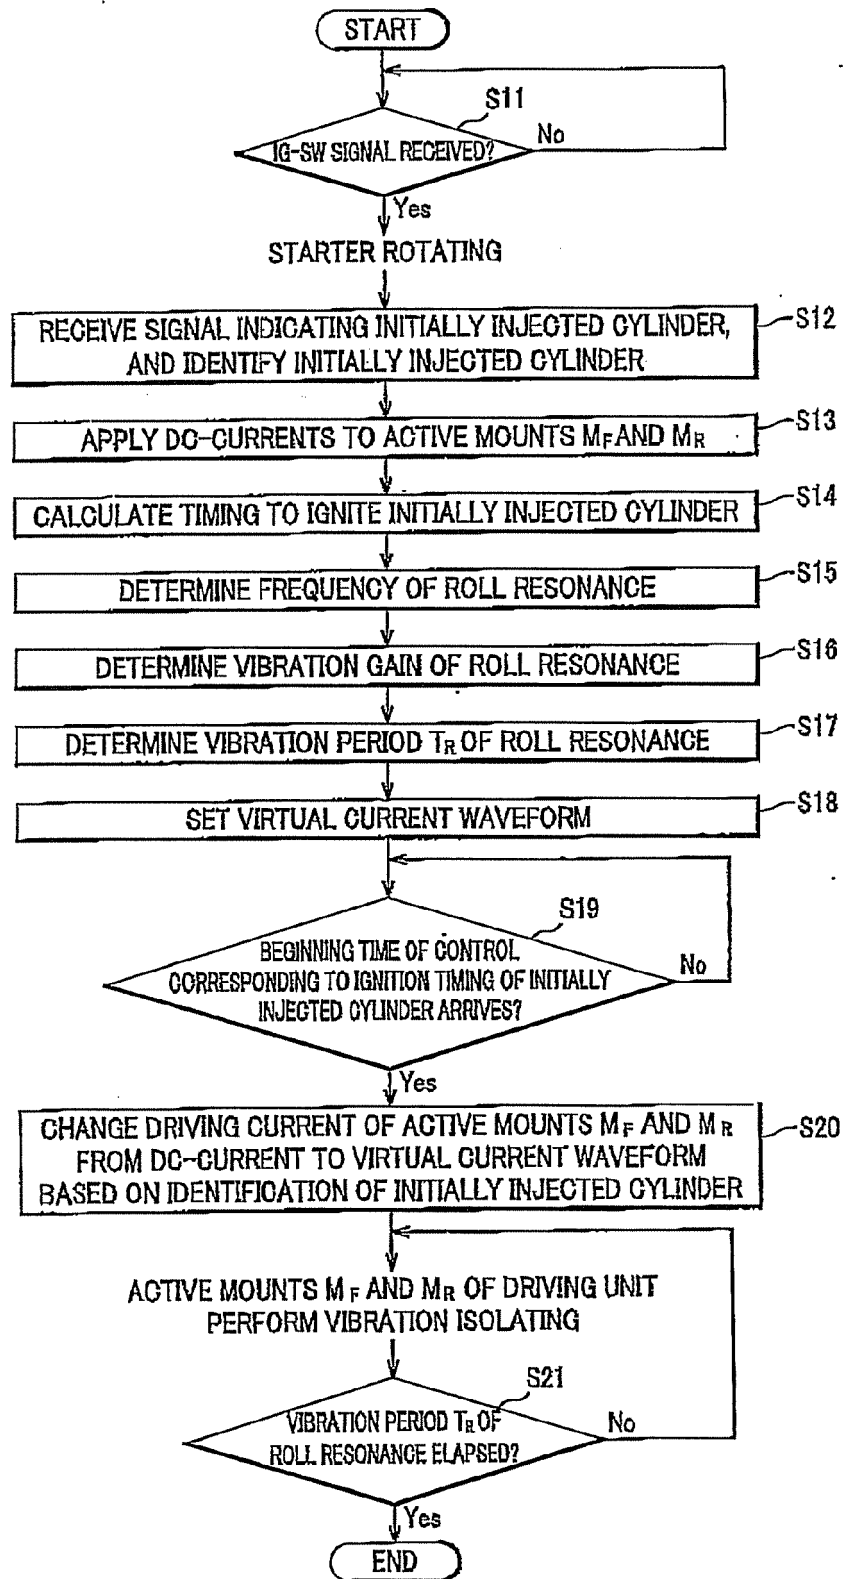 START
S11
IG-SW SIGNAL RECEIVED?
No
Yes
STARTER ROTATING
S12
RECEIVE SIGNAL INDICATING INITIALLY INJECTED CYLINDER,
AND IDENTIFY INITIALLY INJECTED CYLINDER
S13
APPLY DC-CURRENTS TO ACTIVE MOUNTS MF AND MR
S14
CALCULATE TIMING TO IGNITE INITIALLY INJECTED CYLINDER
S15
DETERMINE FREQUENCY OF ROLL RESONANCE
S16
DETERMINE VIBRATION GAIN OF ROLL RESONANCE
S17
DETERMINE VIBRATION PERIOD TR OF ROLL RESONANCE
S18
SET VIRTUAL CURRENT WAVEFORM
S19
BEGINNING TIME OF CONTROL
CORRESPONDING TO IGNITION TIMING OF INITIALLY
INJECTED CYLINDER ARRIVES?
No
Yes
S20
CHANGE DRIVING CURRENT OF ACTIVE MOUNTS MF AND MR
FROM DC-CURRENT TO VIRTUAL CURRENT WAVEFORM
BASED ON IDENTIFICATION OF INITIALLY INJECTED CYLINDER
ACTIVE MOUNTS MF AND MR OF DRIVING UNIT
PERFORM VIBRATION ISOLATING
S21
VIBRATION PERIOD TR OF
ROLL RESONANCE ELAPSED?
No
Yes
END